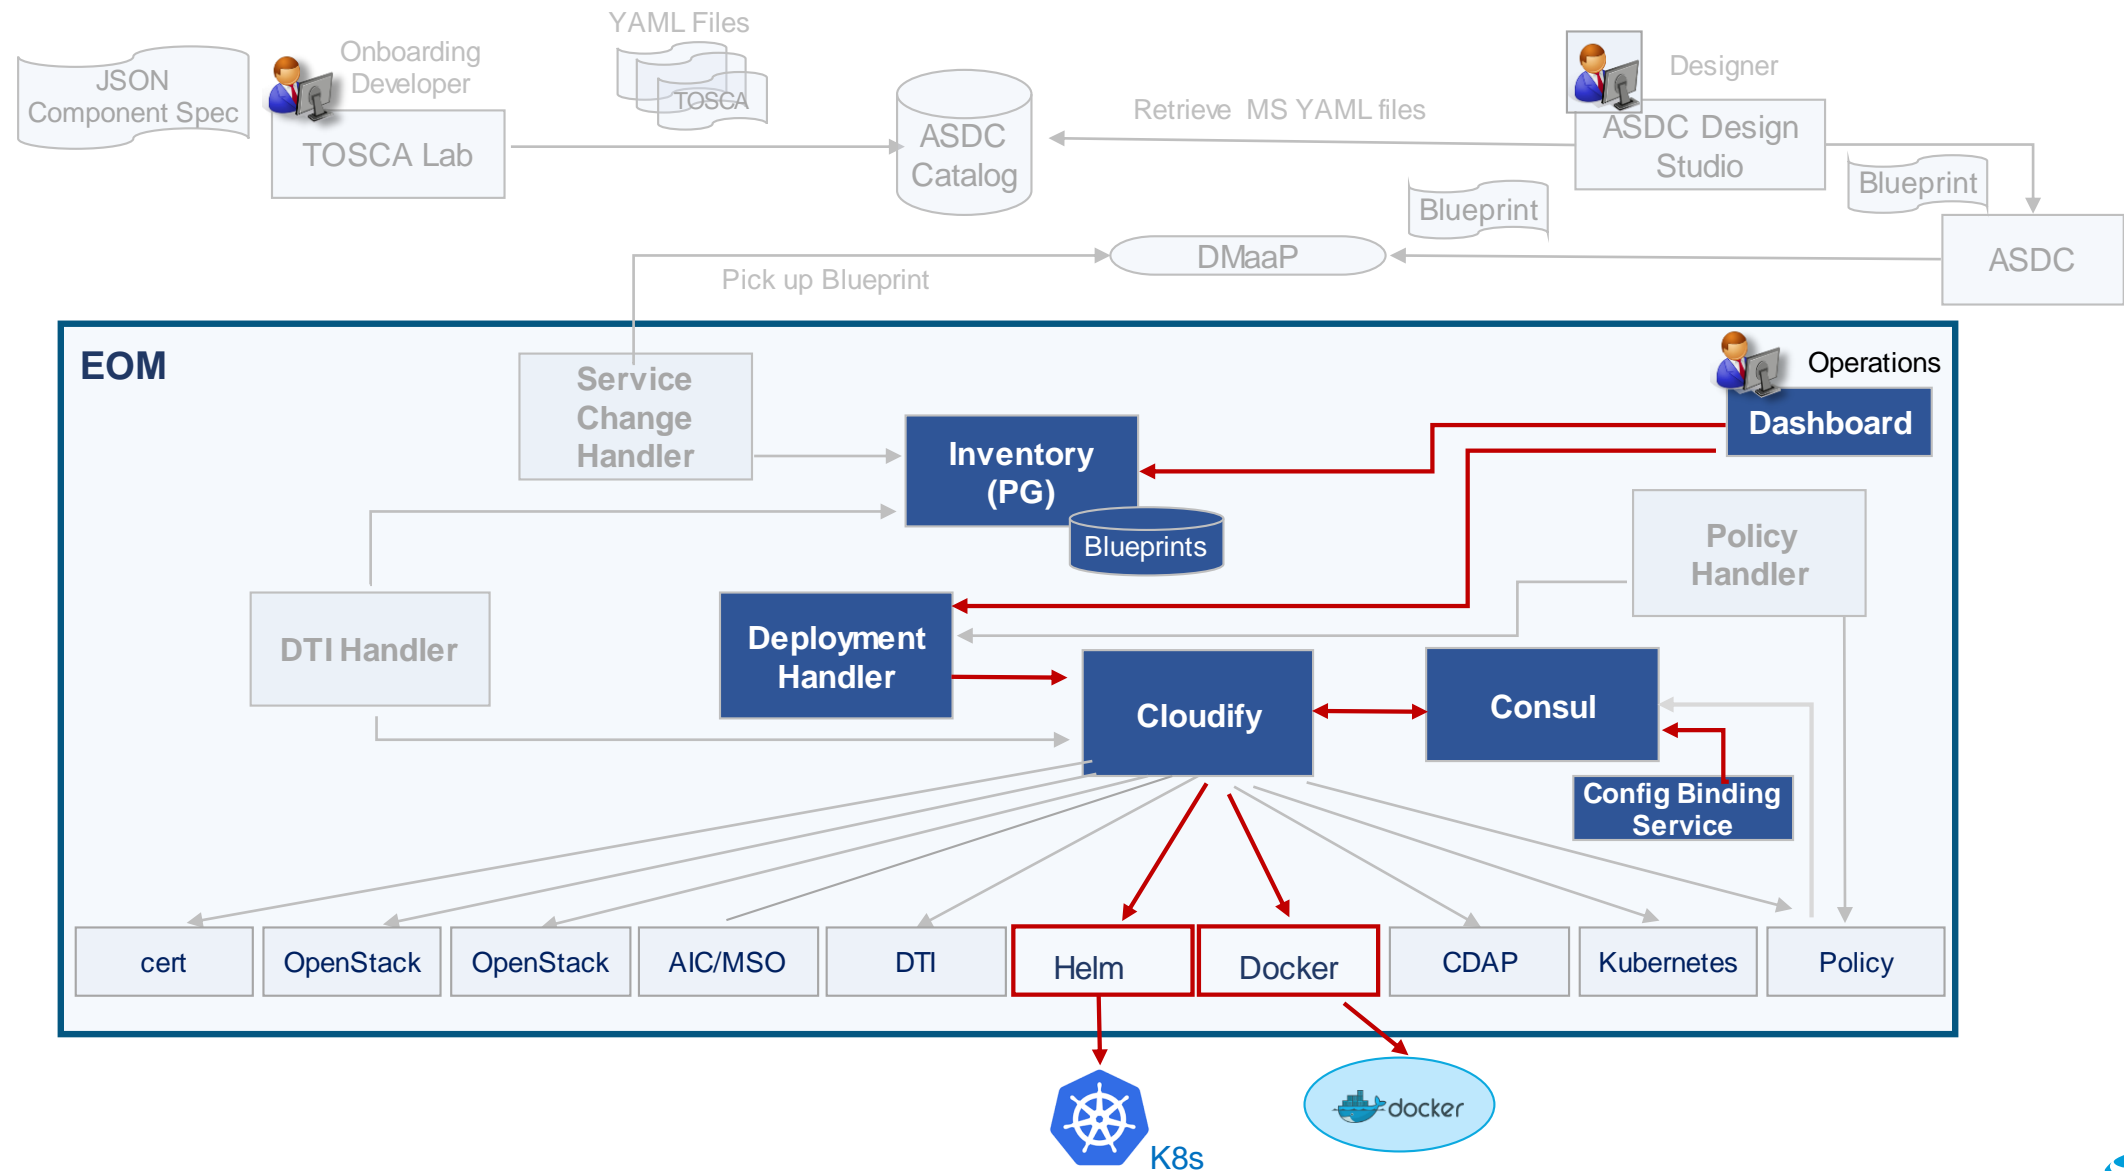 YAML Files
JSON
Component Spec
Onboarding
Developer
TOSCA
Designer
TOSCA Lab
ASDC
Catalog
Retrieve MS YAML files
ASDC Design
Studio
Blueprint
Blueprint
DMaaP
ASDC
Pick up Blueprint
EOM
Operations
Service
Change
Handler
Dashboard
Inventory
(PG)
Blueprints
Policy
Handler
DTI Handler
Deployment
Handler
Cloudify
Consul
Config Binding
Service
cert
OpenStack
OpenStack
AIC/MSO
DTI
Helm
Docker
CDAP
Kubernetes
Policy
docker
K8s